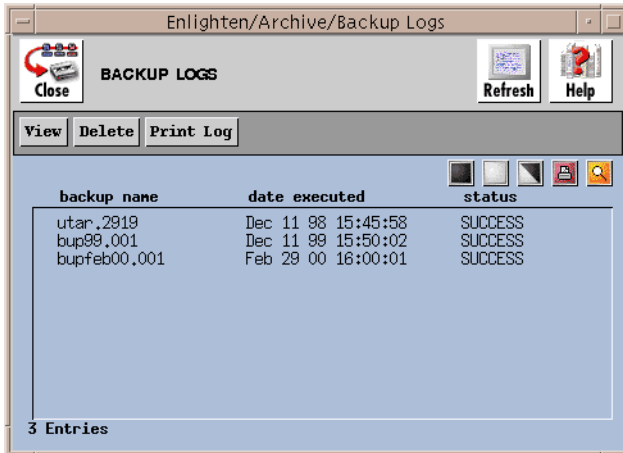 Enlighten/Archive/Backup Logs
Close
BACKUP LOGS
Refresh
Help
View Delete Print Log
backup name date executed status
utar.2919 Dec 11 98 15:45:58 SUCCESS
bup99.001 Dec 11 99 15:50:02 SUCCESS
bupfeb00.001 Feb 29 00 16:00:01 SUCCESS
3 Entries